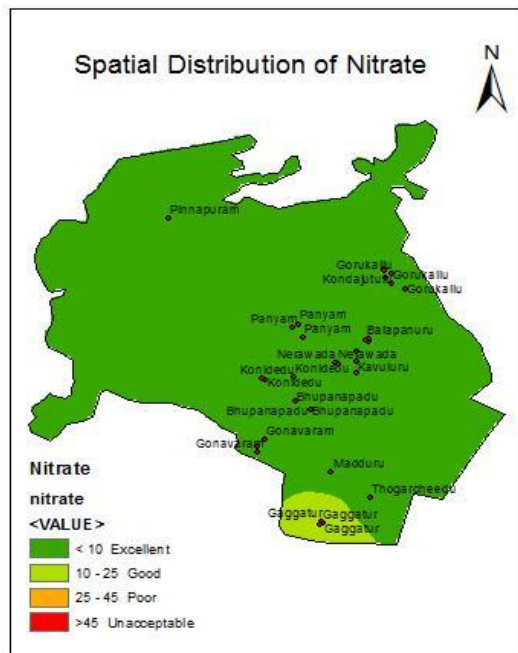 Spatial Distribution of Nitrate
N
Pinnapuram
Gorukallu
Gorukallu
Kondajutur
Gorukallu
Panyam
Panyam
Panyam
Balapanuru
Nerawada
Nerawada
Konidedu
Konidedu
Kavuluru
Konidedu
Bhupanapadu
Bhupanapadu
Bhupanapadu
Gonavaram
Gonavaram
Madduru
Thogarcheedu
Gaggatur
Gaggatur
Gaggatur
Nitrate
nitrate
<VALUE>
< 10 Excellent
10 - 25 Good
25 - 45 Poor
>45 Unacceptable